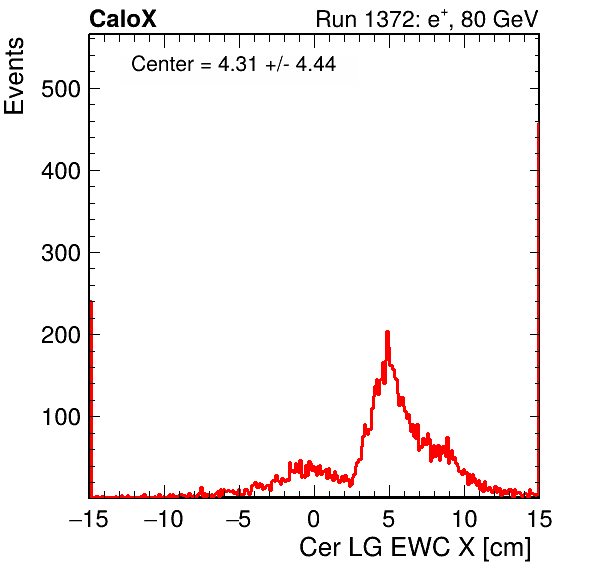 CaloX Run 1372: e⁺, 80 GeV
Center = 4.31 +/- 4.44
Events
500
400
300
200
100
−15 −10 −5 0 5 10 15
Cer LG EWC X [cm]